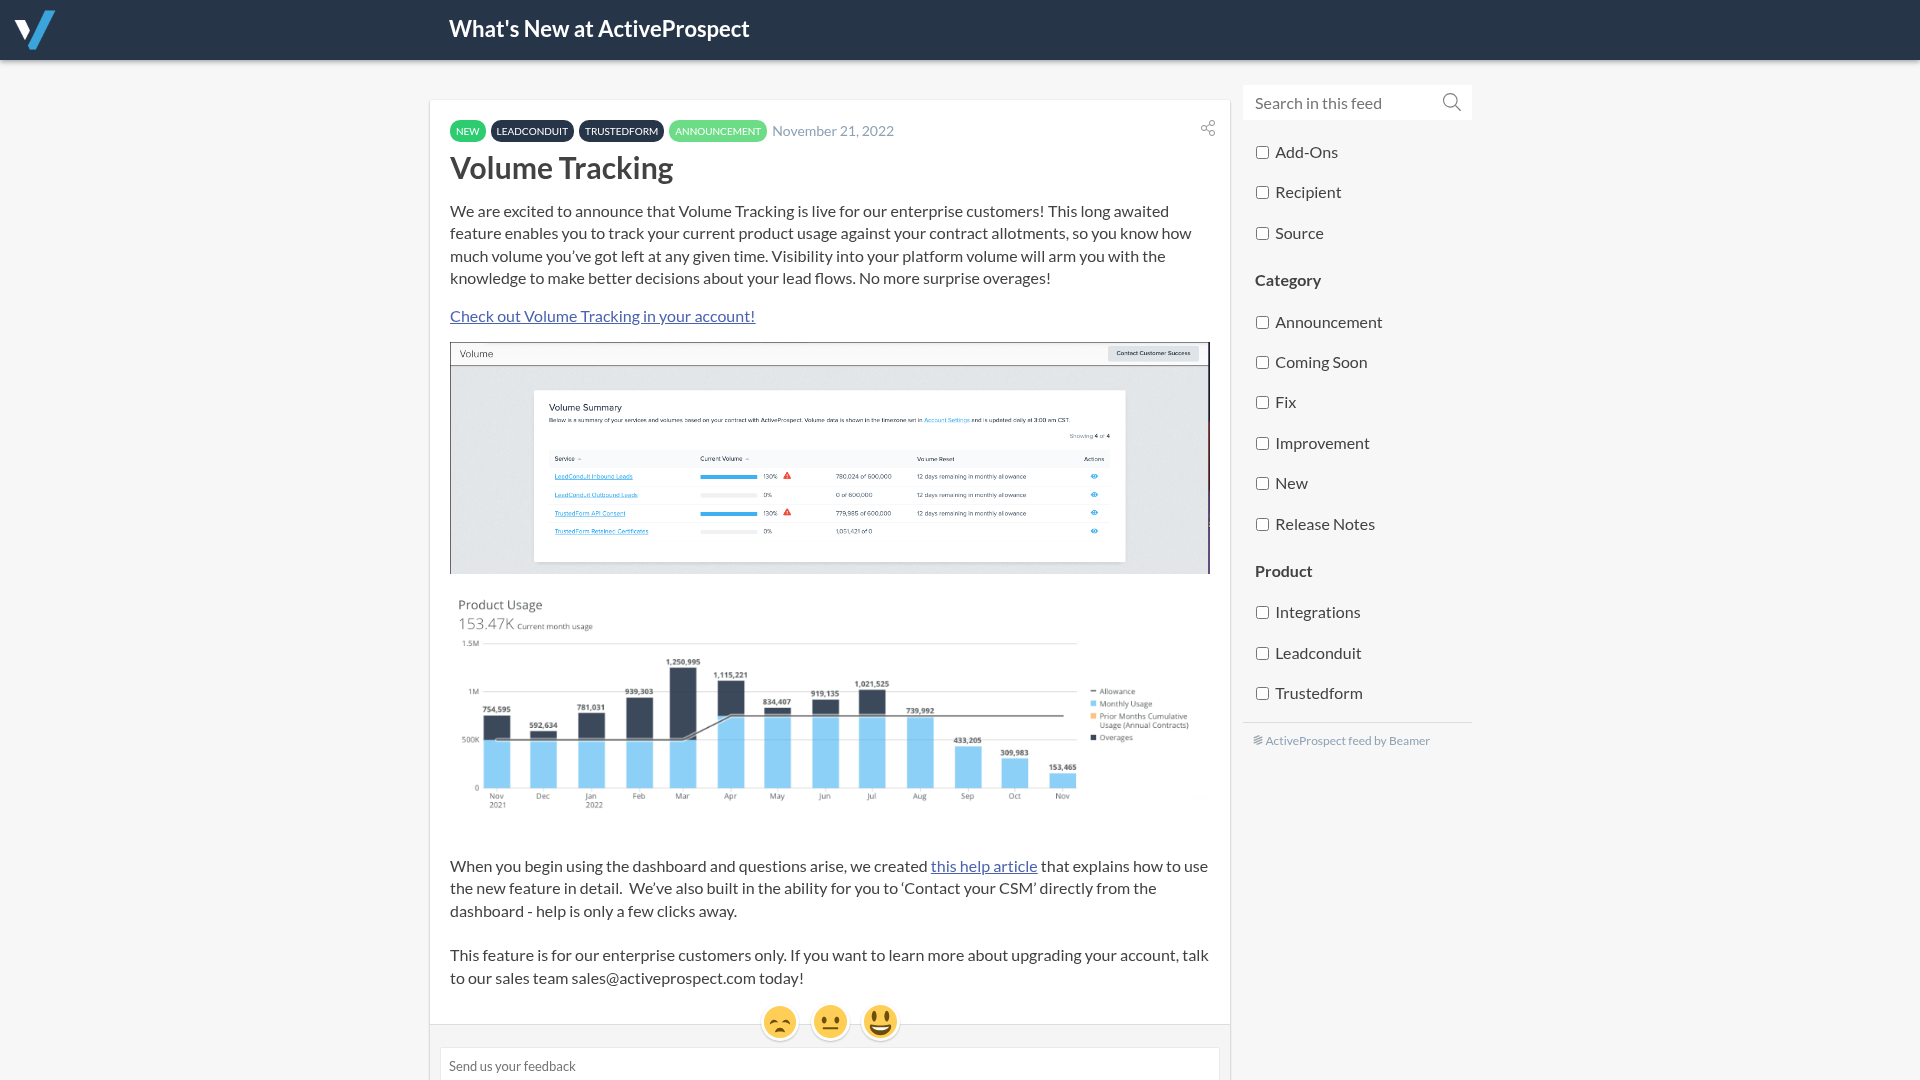 What's New at ActiveProspect
Search in this feed
Add-Ons
Recipient
Source
Category
Announcement
Coming Soon
Fix
Improvement
New
Release Notes
Product
Integrations
Leadconduit
Trustedform
ActiveProspect feed by Beamer
NEW LEADCONDUIT TRUSTEDFORM ANNOUNCEMENT November 21, 2022
Volume Tracking
We are excited to announce that Volume Tracking is live for our enterprise customers! This long awaited
feature enables you to track your current product usage against your contract allotments, so you know how
much volume you’ve got left at any given time. Visibility into your platform volume will arm you with the
knowledge to make better decisions about your lead flows. No more surprise overages!
Check out Volume Tracking in your account!
Volume Contact Customer Success
Volume Summary
Below is a summary of your services and volumes based on your contract with ActiveProspect. Volume data is shown in the timezone set in Account Settings and is updated daily at 3:00 am CST.
Showing 4 of 4
Service Current Volume Volume Reset Actions
LeadConduit Inbound Leads 130% 780,024 of 600,000 12 days remaining in monthly allowance
LeadConduit Outbound Leads 0% 0 of 600,000 12 days remaining in monthly allowance
TrustedForm API Consent 130% 779,985 of 600,000 12 days remaining in monthly allowance
TrustedForm Retained Certificates 0% 1,051,421 of 0
Product Usage
153.47K Current month usage
1.5M
1M
500K
0
754,595
592,634
781,031
939,303
1,250,995
1,115,221
834,407
919,135
1,021,525
739,992
433,205
309,983
153,465
Nov Dec Jan Feb Mar Apr May Jun Jul Aug Sep Oct Nov
2021 2022
Allowance
Monthly Usage
Prior Months Cumulative
Usage (Annual Contracts)
Overages
When you begin using the dashboard and questions arise, we created this help article that explains how to use
the new feature in detail.  We’ve also built in the ability for you to ‘Contact your CSM’ directly from the
dashboard - help is only a few clicks away.
This feature is for our enterprise customers only. If you want to learn more about upgrading your account, talk
to our sales team sales@activeprospect.com today!
Send us your feedback